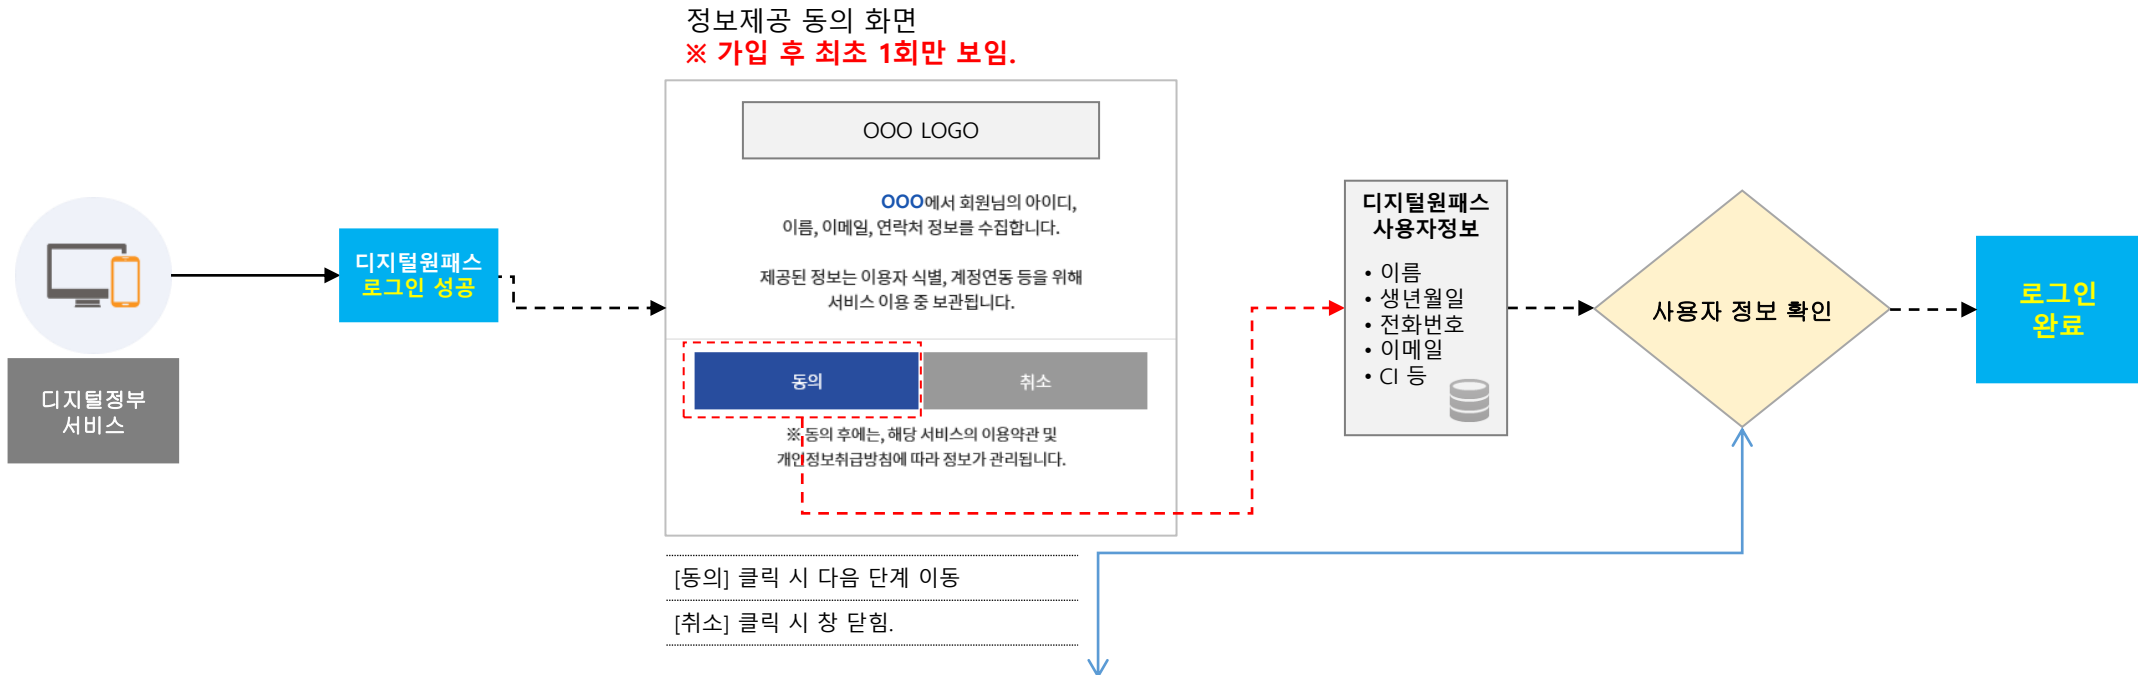 정보제공 동의 화면
※ 가입 후 최초 1회만 보임.
OOO LOGO
OOO에서 회원님의 아이디,
이름, 이메일, 연락처 정보를 수집합니다.
제공된 정보는 이용자 식별, 계정연동 등을 위해
서비스 이용 중 보관됩니다.
동의
취소
※ 동의 후에는, 해당 서비스의 이용약관 및
개인정보취급방침에 따라 정보가 관리됩니다.
[동의] 클릭 시 다음 단계 이동
[취소] 클릭 시 창 닫힘.
디지털정부
서비스
디지털원패스
로그인 성공
디지털원패스
사용자정보
• 이름
• 생년월일
• 전화번호
• 이메일
• CI 등
사용자 정보 확인
로그인
완료